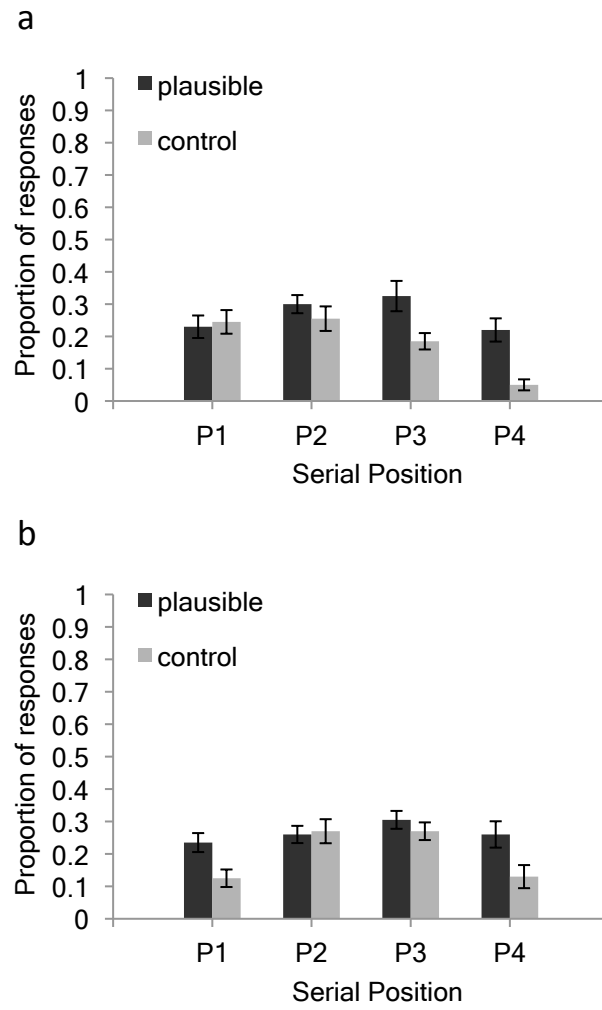 a
plausible
control
1
0.9
0.8
0.7
0.6
0.5
0.4
0.3
0.2
0.1
0
Proportion of responses
P1 P2 P3 P4
Serial Position
b
plausible
control
1
0.9
0.8
0.7
0.6
0.5
0.4
0.3
0.2
0.1
0
Proportion of responses
P1 P2 P3 P4
Serial Position